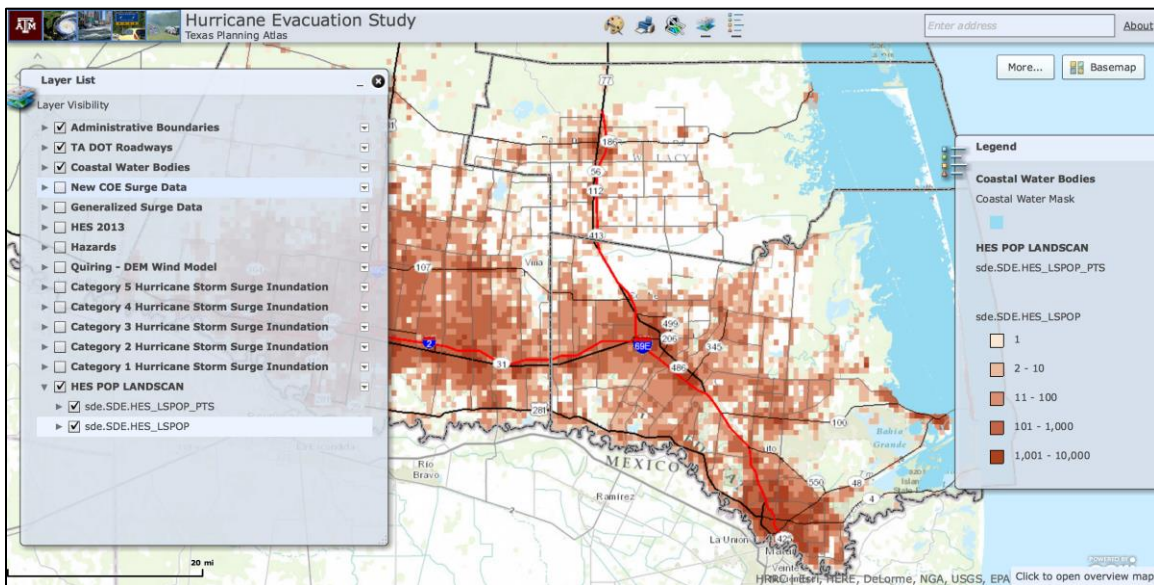 Hurricane Evacuation Study
Texas Planning Atlas
Enter address
About
More...
Basemap
Layer List
Layer Visibility
Administrative Boundaries
TA DOT Roadways
Coastal Water Bodies
New COE Surge Data
Generalized Surge Data
HES 2013
Hazards
Quiring - DEM Wind Model
Category 5 Hurricane Storm Surge Inundation
Category 4 Hurricane Storm Surge Inundation
Category 3 Hurricane Storm Surge Inundation
Category 2 Hurricane Storm Surge Inundation
Category 1 Hurricane Storm Surge Inundation
HES POP LANDSCAN
sde.SDE.HES_LSPOP_PTS
sde.SDE.HES_LSPOP
20 mi
77
186
56
112
413
107
499
206
345
2
69E
31
486
281
100
Bahia
Grande
MEXICO
Río
Bravo
Ramírez
2
550
48
4
La Union
425
Legend
Coastal Water Bodies
Coastal Water Mask
HES POP LANDSCAN
sde.SDE.HES_LSPOP_PTS
sde.SDE.HES_LSPOP
1
2 - 10
11 - 100
101 - 1,000
1,001 - 10,000
Esri, HERE, DeLorme, NGA, USGS, EPA
Click to open overview map